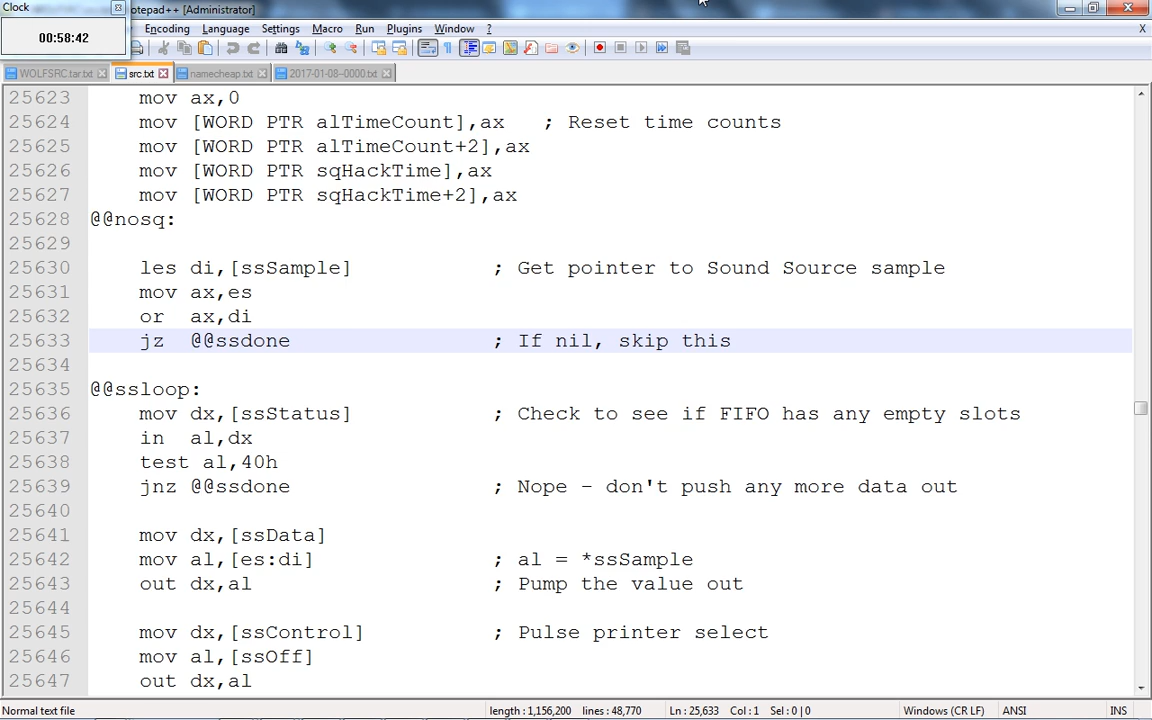 Clock
otepad++ [Administrator]
00:58:42
Encoding Language Settings Macro Run Plugins Window ? X
WOLFSRC.tar.txt src.txt namecheap.txt 2017-01-08--0000.txt
25623 mov ax,0
25624 mov [WORD PTR alTimeCount],ax ; Reset time counts
25625 mov [WORD PTR alTimeCount+2],ax
25626 mov [WORD PTR sqHackTime],ax
25627 mov [WORD PTR sqHackTime+2],ax
25628 @@nosq:
25629
25630 les di,[ssSample] ; Get pointer to Sound Source sample
25631 mov ax,es
25632 or ax,di
25633 jz @@ssdone ; If nil, skip this
25634
25635 @@ssloop:
25636 mov dx,[ssStatus] ; Check to see if FIFO has any empty slots
25637 in al,dx
25638 test al,40h
25639 jnz @@ssdone ; Nope - don't push any more data out
25640
25641 mov dx,[ssData]
25642 mov al,[es:di] ; al = *ssSample
25643 out dx,al ; Pump the value out
25644
25645 mov dx,[ssControl] ; Pulse printer select
25646 mov al,[ssOff]
25647 out dx,al
Normal text file length : 1,156,200 lines : 48,770 Ln : 25,633 Col : 1 Sel : 0 | 0 Windows (CR LF) ANSI INS